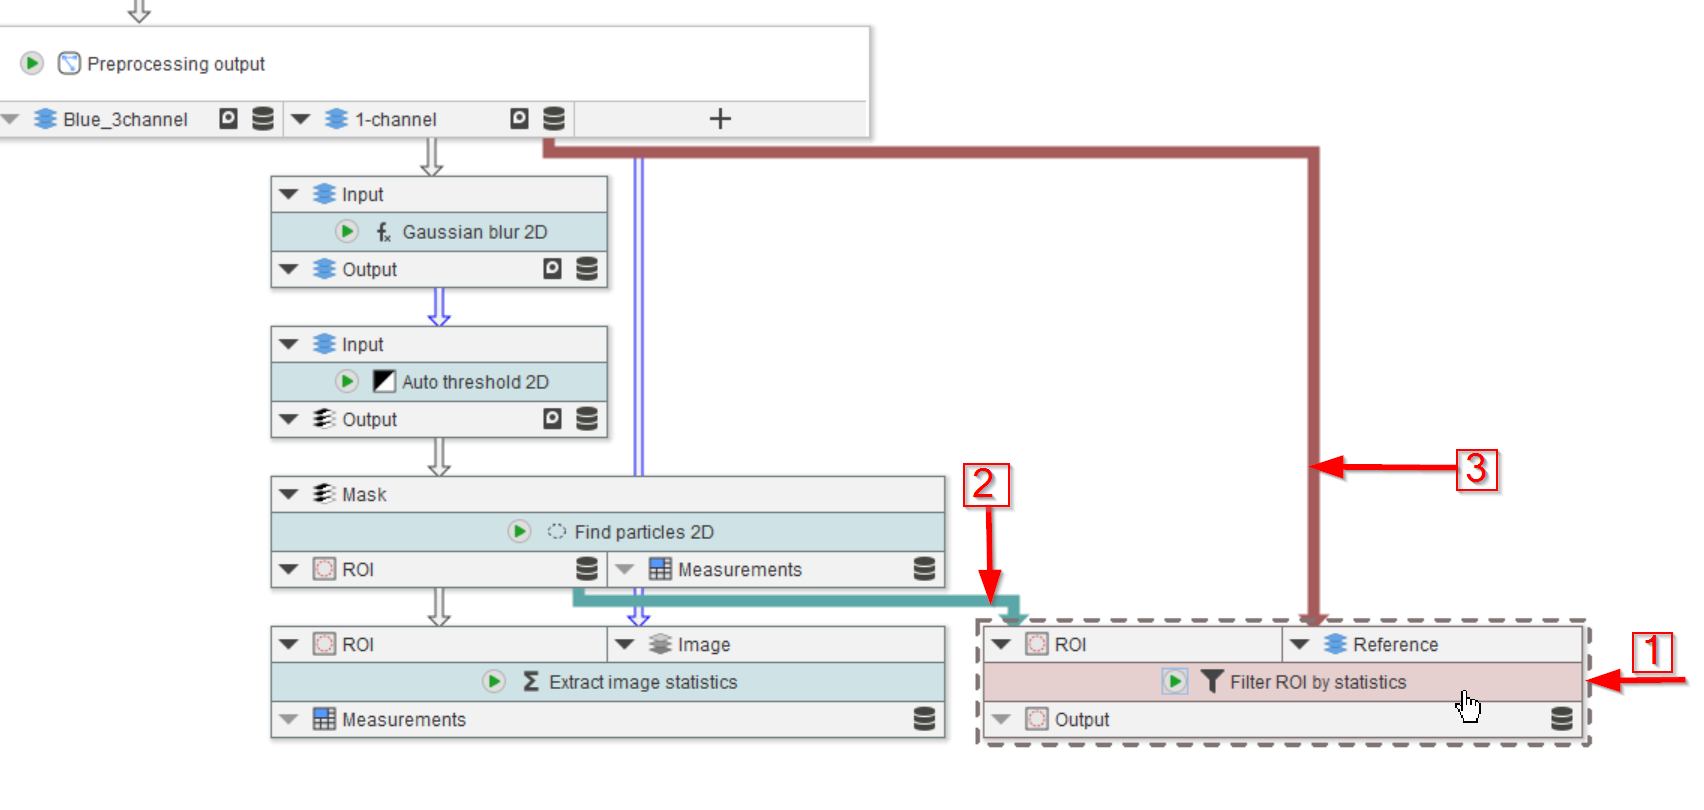 Preprocessing output
Blue_3channel 1-channel +
Input
fx Gaussian blur 2D
Output
Input
Auto threshold 2D
Output
Mask
Find particles 2D
ROI Measurements
ROI Image
Σ Extract image statistics
Measurements
2
3
ROI Reference
Filter ROI by statistics
Output
1